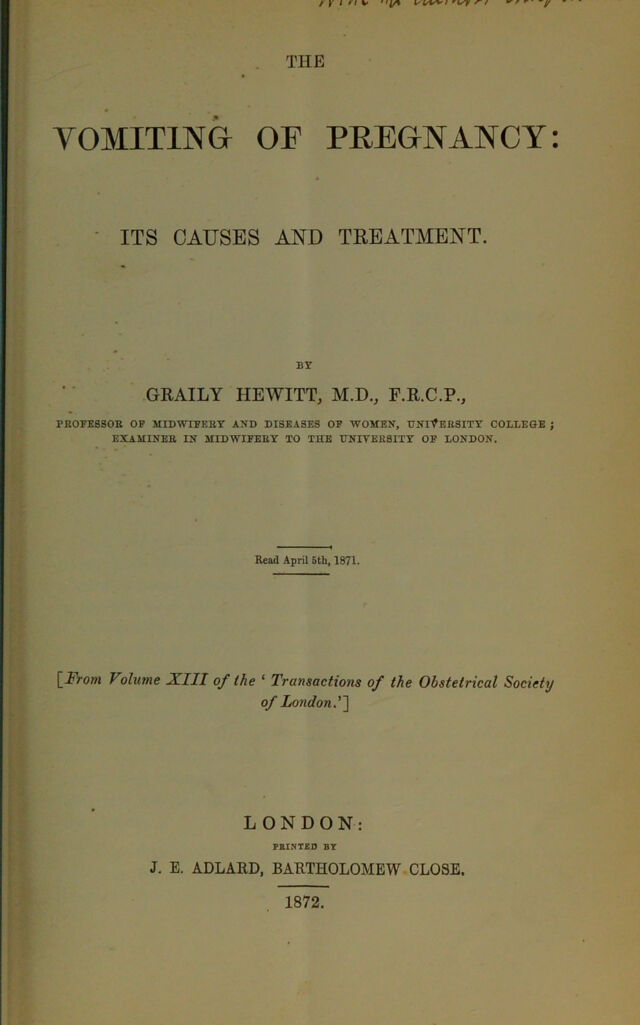 THE
VOMITING OF PREGNANCY:
ITS CAUSES AND TREATMENT.
BY
GRAILY HEWITT, M.D., F.R.C.P.,
PROFESSOR OF MIDWIFERY AND DISEASES OF WOMEN, UNIVERSITY COLLEGE;
EXAMINER IN MIDWIFERY TO THE UNIVERSITY OF LONDON.
Read April 5th, 1871.
[From Volume XIII of the ‘Transactions of the Obstetrical Society
of London.’]
LONDON:
PRINTED BY
J. E. ADLARD, BARTHOLOMEW CLOSE.
1872.